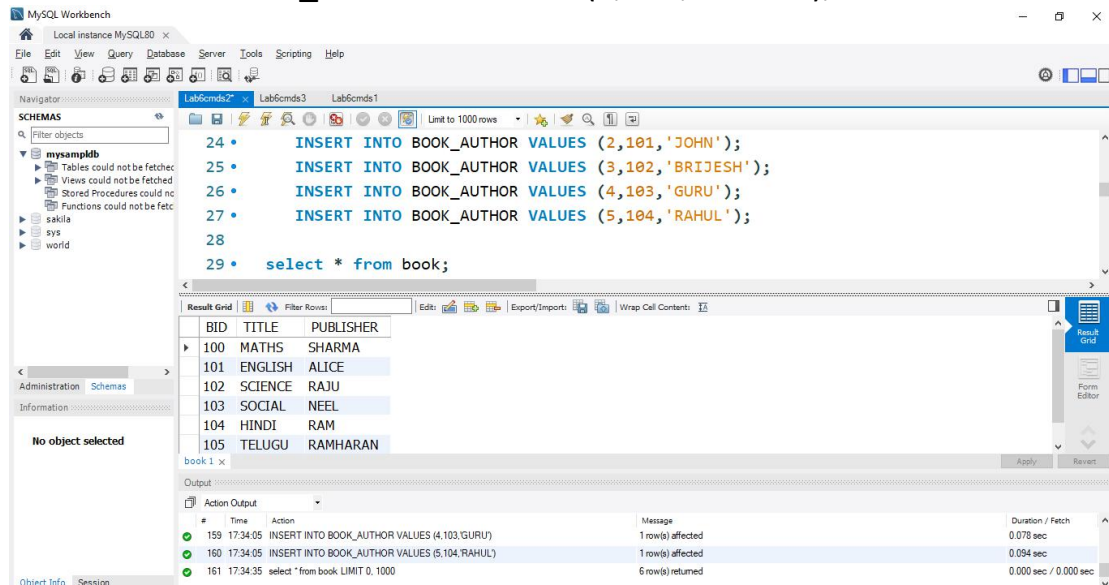 MySQL Workbench
Local instance MySQL80 ×
File Edit View Query Database Server Tools Scripting Help
Navigator
SCHEMAS
Filter objects
mysampldb
Tables could not be fetched
Views could not be fetched
Stored Procedures could no
Functions could not be fetc
sakila
sys
world
Administration Schemas
Information
No object selected
Object Info Session
Lab6cmds2* × Lab6cmds3 Lab6cmds1
Limit to 1000 rows
24 INSERT INTO BOOK_AUTHOR VALUES (2,101,'JOHN');
25 INSERT INTO BOOK_AUTHOR VALUES (3,102,'BRIJESH');
26 INSERT INTO BOOK_AUTHOR VALUES (4,103,'GURU');
27 INSERT INTO BOOK_AUTHOR VALUES (5,104,'RAHUL');
28
29 select * from book;
Result Grid Filter Rows: Edit: Export/Import: Wrap Cell Content:
BID TITLE PUBLISHER
100 MATHS SHARMA
101 ENGLISH ALICE
102 SCIENCE RAJU
103 SOCIAL NEEL
104 HINDI RAM
105 TELUGU RAMHARAN
Result Grid
Form Editor
book 1 × Apply Revert
Output
Action Output
# Time Action Message Duration / Fetch
159 17:34:05 INSERT INTO BOOK_AUTHOR VALUES (4,103,'GURU') 1 row(s) affected 0.078 sec
160 17:34:05 INSERT INTO BOOK_AUTHOR VALUES (5,104,'RAHUL') 1 row(s) affected 0.094 sec
161 17:34:35 select * from book LIMIT 0, 1000 6 row(s) returned 0.000 sec / 0.000 sec